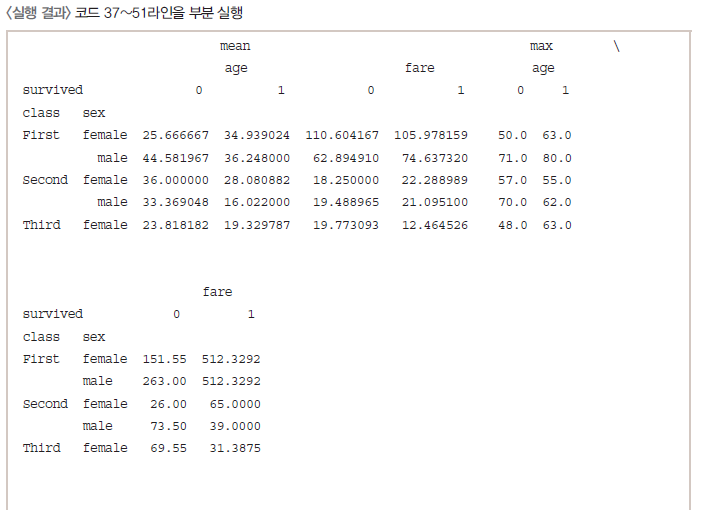 <실행 결과> 코드 37~51라인을 부분 실행
mean max \
age fare age
survived 0 1 0 1 0 1
class sex
First female 25.666667 34.939024 110.604167 105.978159 50.0 63.0
male 44.581967 36.248000 62.894910 74.637320 71.0 80.0
Second female 36.000000 28.080882 18.250000 22.288989 57.0 55.0
male 33.369048 16.022000 19.488965 21.095100 70.0 62.0
Third female 23.818182 19.329787 19.773093 12.464526 48.0 63.0
fare
survived 0 1
class sex
First female 151.55 512.3292
male 263.00 512.3292
Second female 26.00 65.0000
male 73.50 39.0000
Third female 69.55 31.3875